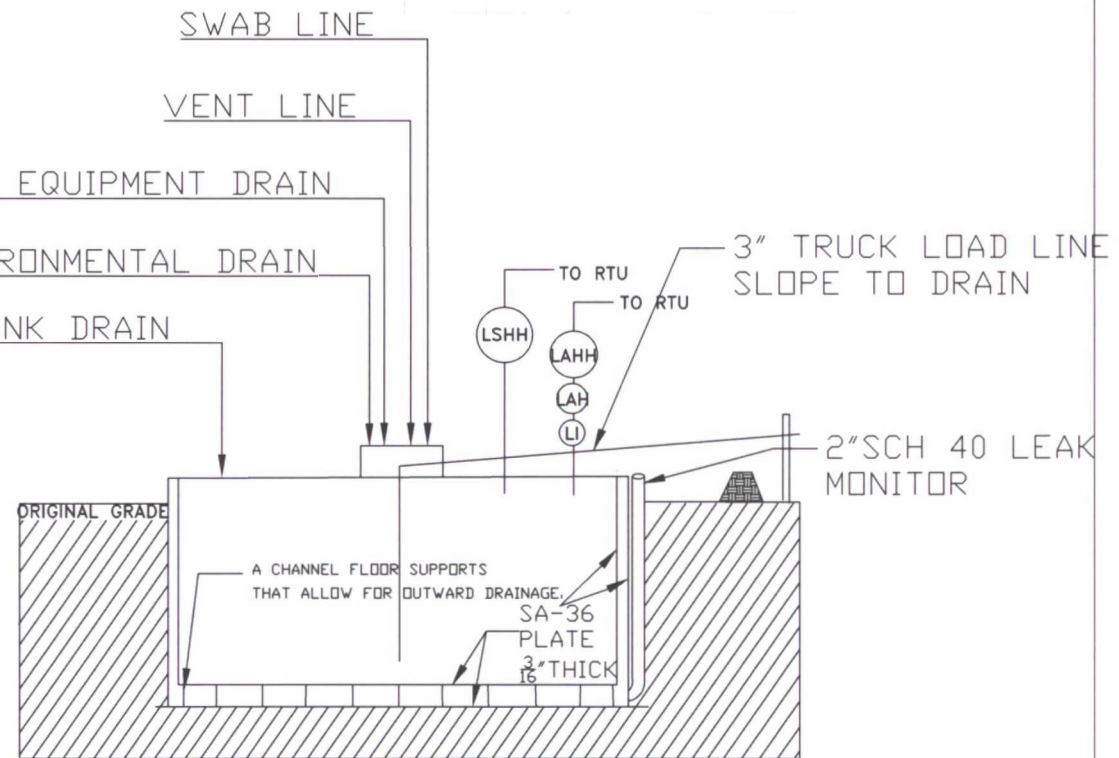 SWAB LINE
VENT LINE
EQUIPMENT DRAIN
RONMENTAL DRAIN
NK DRAIN
TO RTU
TO RTU
LSHH
LAHH
LAH
LI
3" TRUCK LOAD LINE
SLOPE TO DRAIN
2"SCH 40 LEAK
MONITOR
ORIGINAL GRADE
A CHANNEL FLOOR SUPPORTS
THAT ALLOW FOR OUTWARD DRAINAGE.
SA-36
PLATE
3/16"THICK